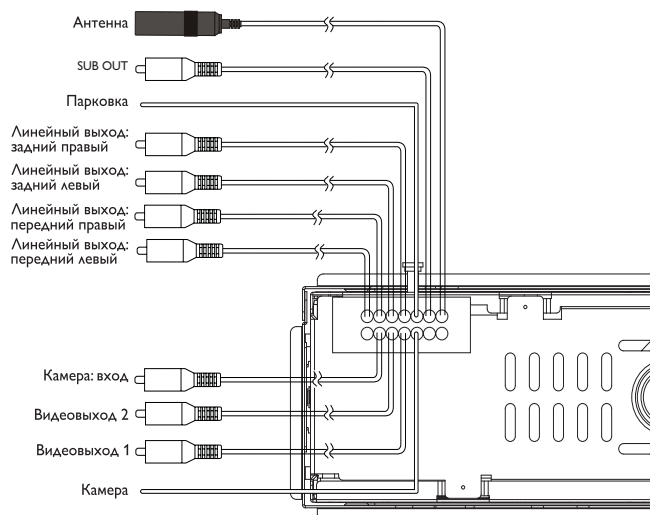 Антенна
SUB OUT
Парковка
Линейный выход:
задний правый
Линейный выход:
задний левый
Линейный выход:
передний правый
Линейный выход:
передний левый
Камера: вход
Видеовыход 2
Видеовыход 1
Камера